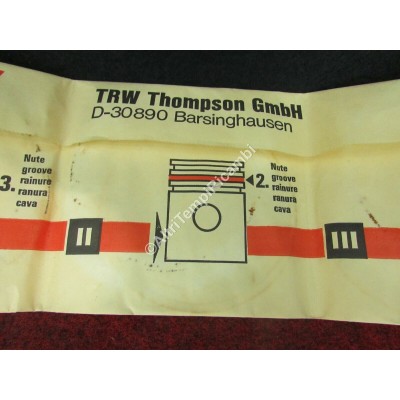 TRW Thompson GmbH
D-30890 Barsinghausen
3. Nute
groove
rainure
ranura
cava
2. Nute
groove
rainure
ranura
cava
II
III
AltriTempiRicambi